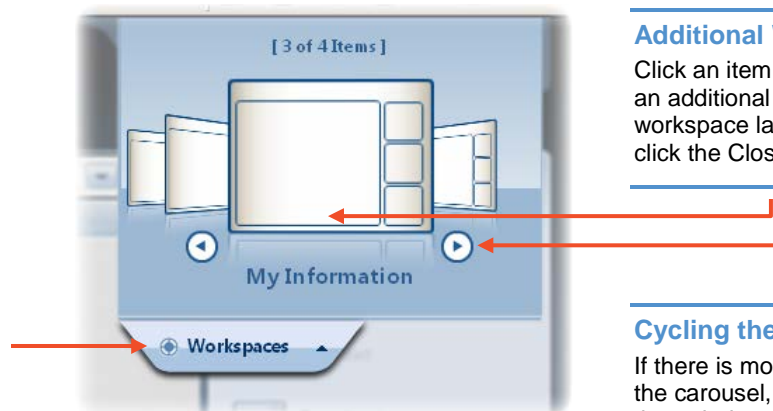 [ 3 of 4 Items ]
My Information
Workspaces
Additional
Click an item
an additional
workspace la
click the Clos
Cycling the
If there is mo
the carousel,